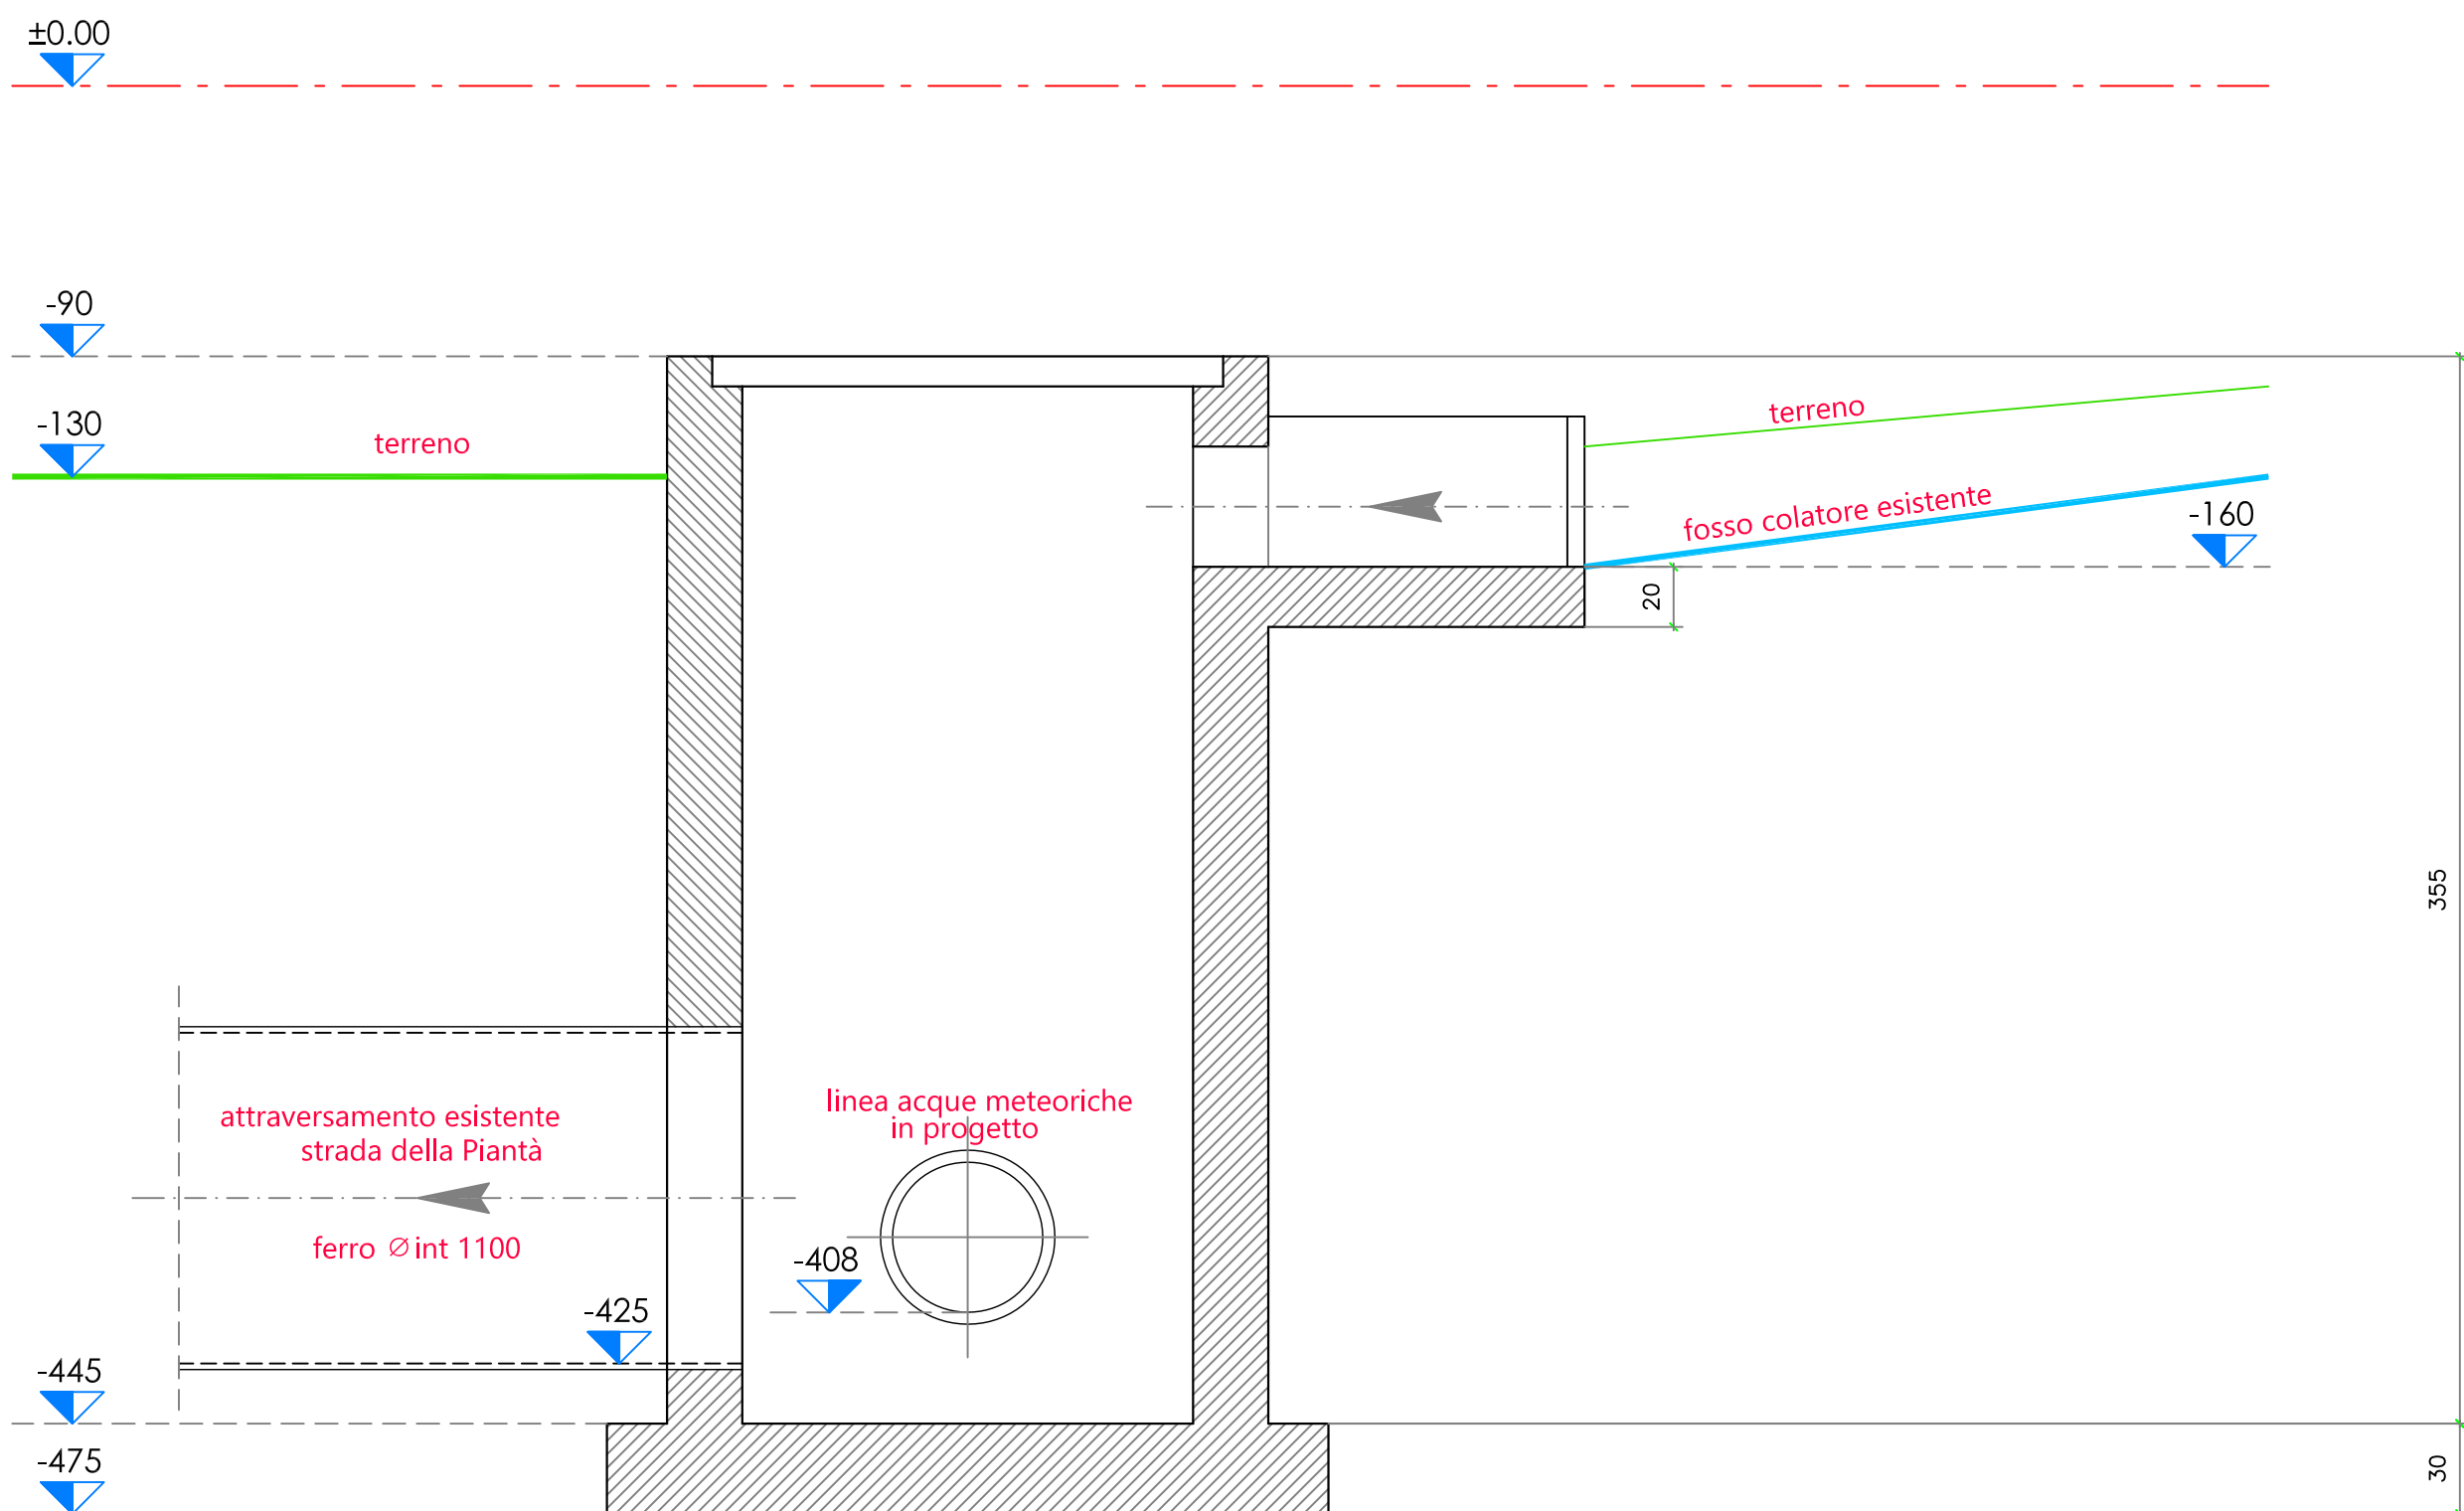 ±0.00
-90
-130
terreno
terreno
fosso colatore esistente
-160
20
355
linea acque meteoriche
in progetto
attraversamento esistente
strada della Piantà
ferro ∅int 1100
-408
-425
-445
-475
30